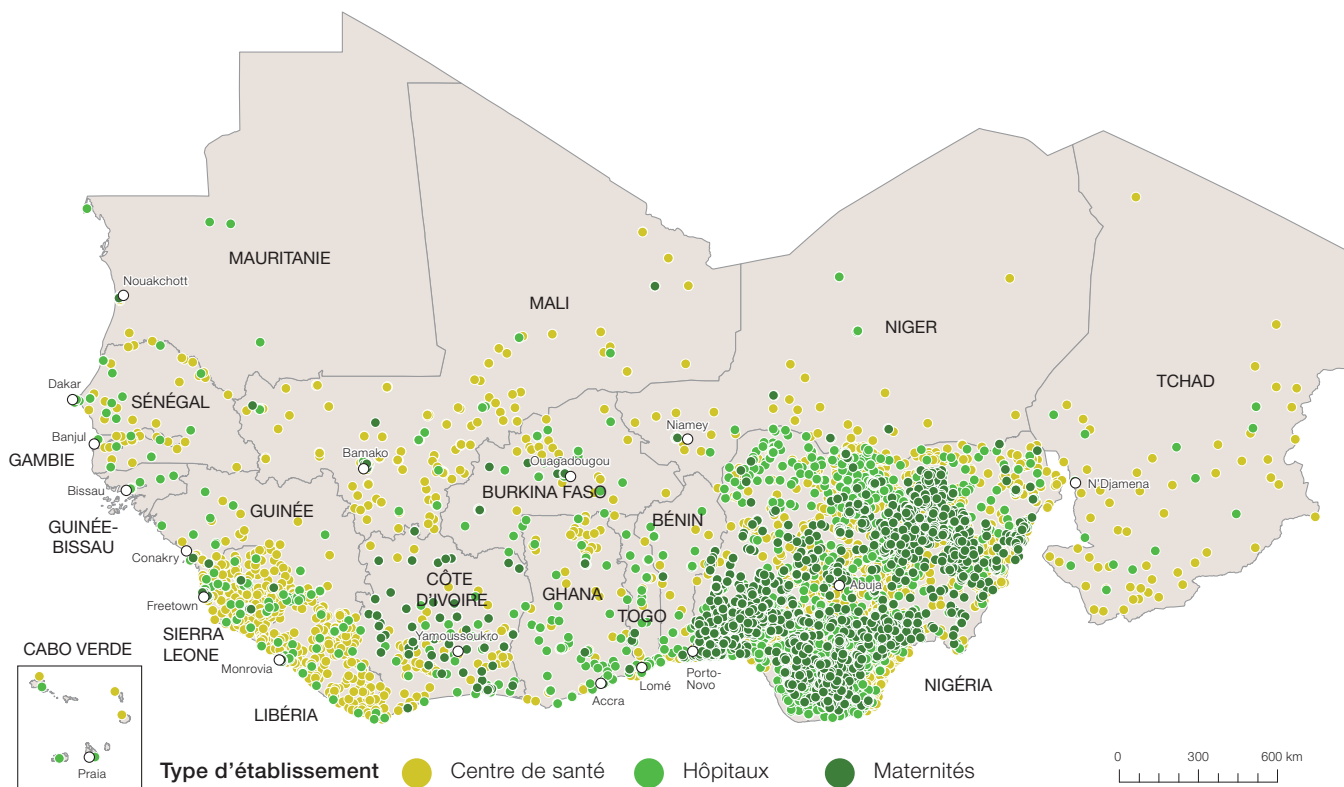 MAURITANIE
Nouakchott
MALI
NIGER
TCHAD
Dakar
SÉNÉGAL
Banjul
GAMBIE
Niamey
Bamako
Ouagadougou
BURKINA FASO
N'Djamena
Bissau
GUINÉE-
BISSAU
GUINÉE
BÉNIN
Conakry
CÔTE
D'IVOIRE
GHANA
Abuja
Freetown
TOGO
SIERRA
LEONE
Yamoussoukro
CABO VERDE
Monrovia
Lomé
Porto-
Novo
NIGÉRIA
Accra
LIBÉRIA
Praia
Type d'établissement
Centre de santé
Hôpitaux
Maternités
0 300 600 km